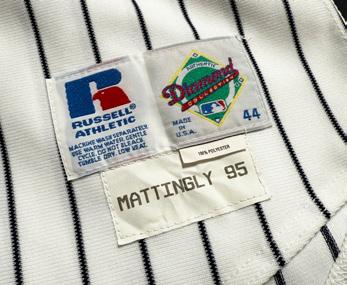 RUSSELL®
ATHLETIC
MACHINE WASH SEPARATELY
USE WARM WATER, GENTLE
CYCLE. DO NOT BLEACH.
TUMBLE DRY. LOW HEAT.
AUTHENTIC
Diamond
COLLECTION
MADE
IN
U.S.A.
44
100% POLYESTER
MATTINGLY 95